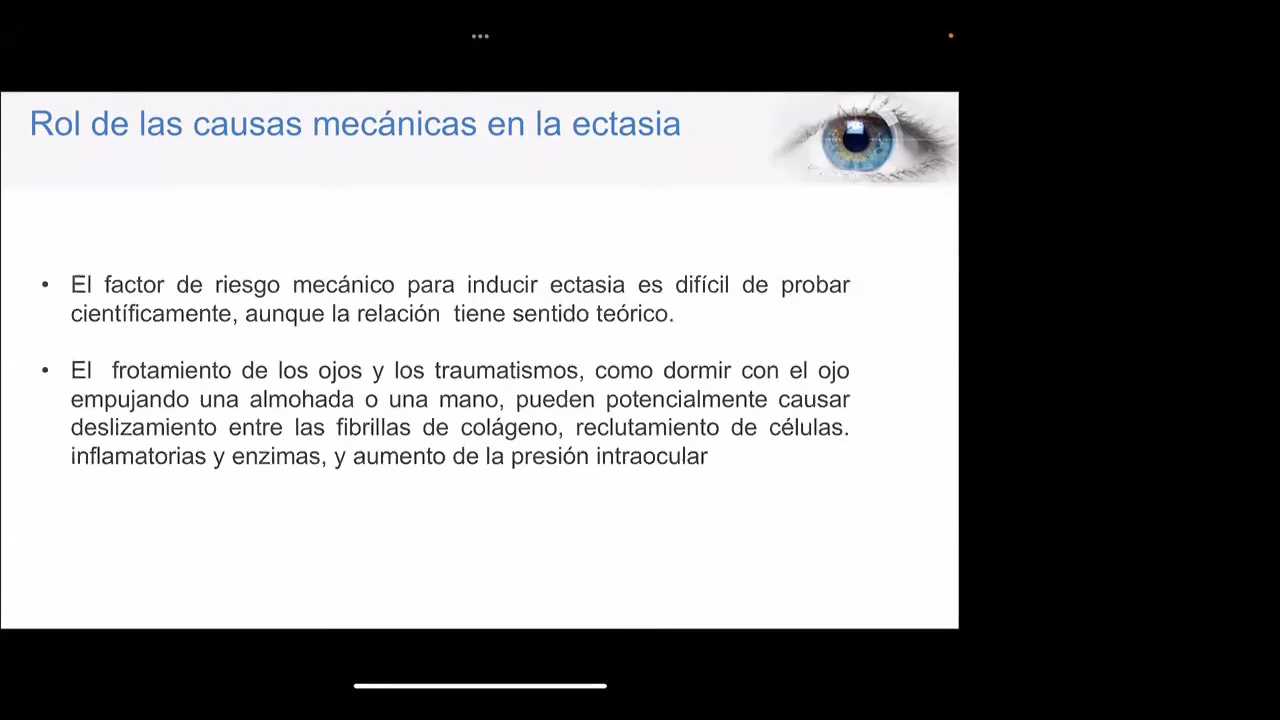 Rol de las causas mecánicas en la ectasia
• El factor de riesgo mecánico para inducir ectasia es difícil de probar
científicamente, aunque la relación  tiene sentido teórico.
• El  frotamiento de los ojos y los traumatismos, como dormir con el ojo
empujando una almohada o una mano, pueden potencialmente causar
deslizamiento entre las fibrillas de colágeno, reclutamiento de células.
inflamatorias y enzimas, y aumento de la presión intraocular